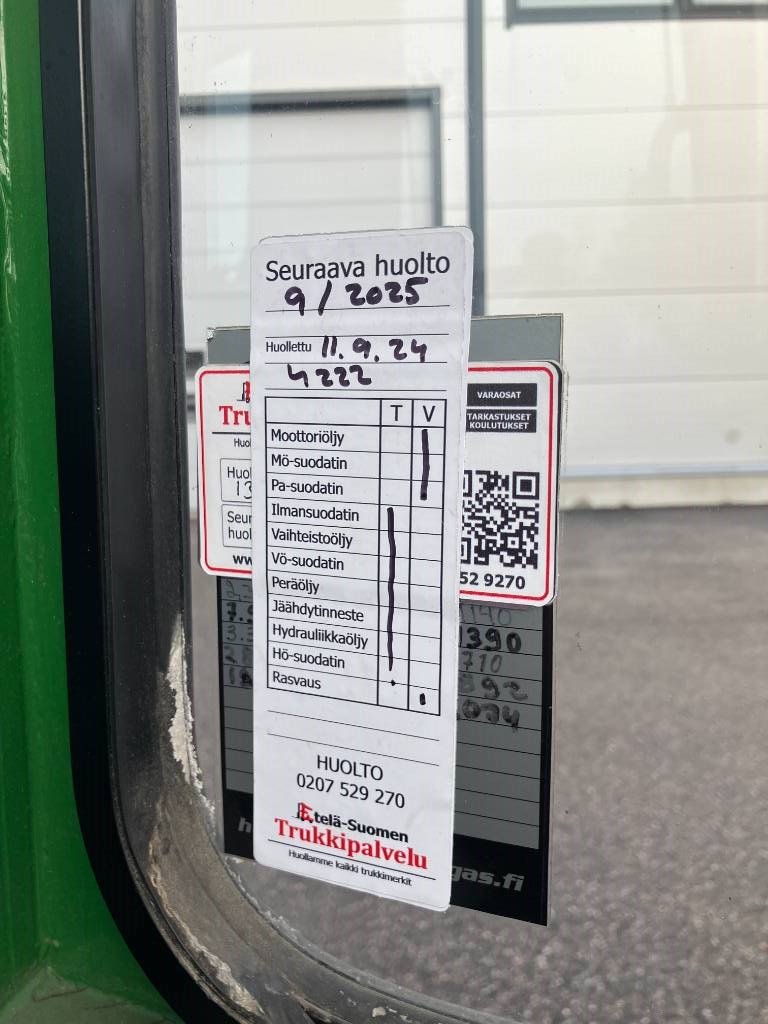 Seuraava huolto
9/2025
Huollettu 11.9.24
4222
T V
Moottoriöljy
Mö-suodatin
Pa-suodatin
Ilmansuodatin
Vaihteistoöljy
Vö-suodatin
Peräöljy
Jäähdytinneste
Hydrauliikkaöljy
Hö-suodatin
Rasvaus
HUOLTO
0207 529 270
Etelä-Suomen
Trukkipalvelu
Huollamme kaikki trukkimerkit
VARAOSAT
TARKASTUKSET
KOULUTUKSET
52 9270
1390
710
gas.fi